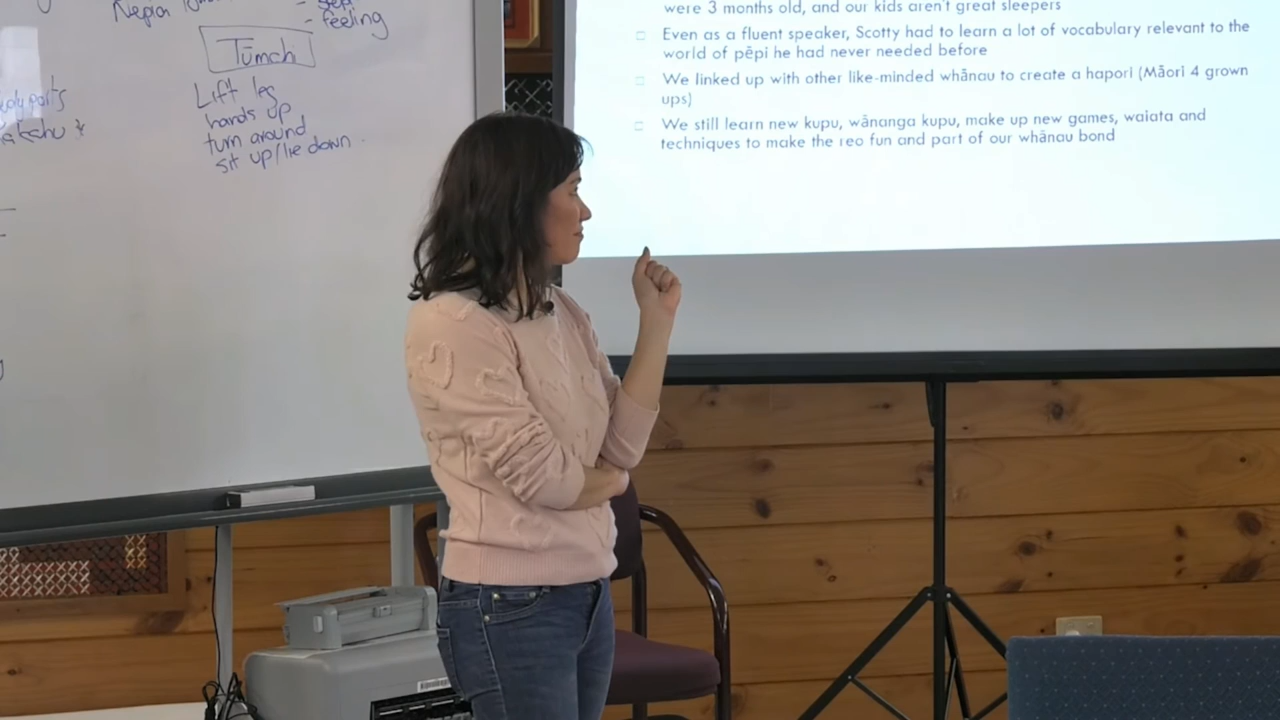 Nepia
- feeling
Tūmchi
Lift leg
hands up
turn around
sit up/lie down
body parts
were 3 months old, and our kids aren't great sleepers
Even as a fluent speaker, Scotty had to learn a lot of vocabulary relevant to the
world of pēpi he had never needed before
We linked up with other like-minded whānau to create a hapori (Māori 4 grown
ups)
We still learn new kupu, wānanga kupu, make up new games, waiata and
techniques to make the reo fun and part of our whānau bond